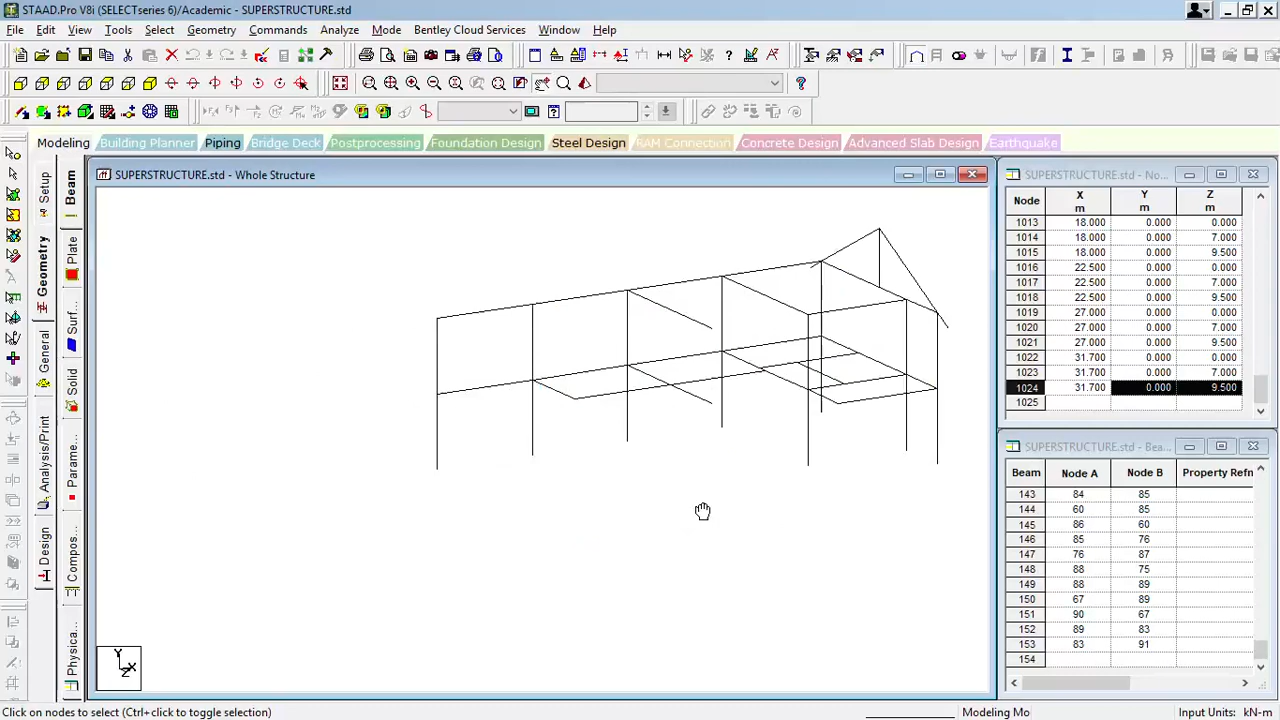 STAAD.Pro V8i (SELECTseries 6)/Academic - SUPERSTRUCTURE.std
File Edit View Tools Select Geometry Commands Analyze Mode Bentley Cloud Services Window Help
Modeling Building Planner Piping Bridge Deck Postprocessing Foundation Design Steel Design RAM Connection Concrete Design Advanced Slab Design Earthquake
Setup
Geometry
General
Analysis/Print
Design
Beam
Plate
Surf...
Solid
Parame...
Compos...
Physica...
SUPERSTRUCTURE.std - Whole Structure
Y
X
Z
SUPERSTRUCTURE.std - No...
Node X m Y m Z m
1013 18.000 0.000 0.000
1014 18.000 0.000 7.000
1015 18.000 0.000 9.500
1016 22.500 0.000 0.000
1017 22.500 0.000 7.000
1018 22.500 0.000 9.500
1019 27.000 0.000 0.000
1020 27.000 0.000 7.000
1021 27.000 0.000 9.500
1022 31.700 0.000 0.000
1023 31.700 0.000 7.000
1024 31.700 0.000 9.500
1025
SUPERSTRUCTURE.std - Bea...
Beam Node A Node B Property Refn
143 84 85
144 60 85
145 86 60
146 85 76
147 76 87
148 88 75
149 88 89
150 67 89
151 90 67
152 89 83
153 83 91
154
Click on nodes to select (Ctrl+click to toggle selection) Modeling Mo Input Units: kN-m